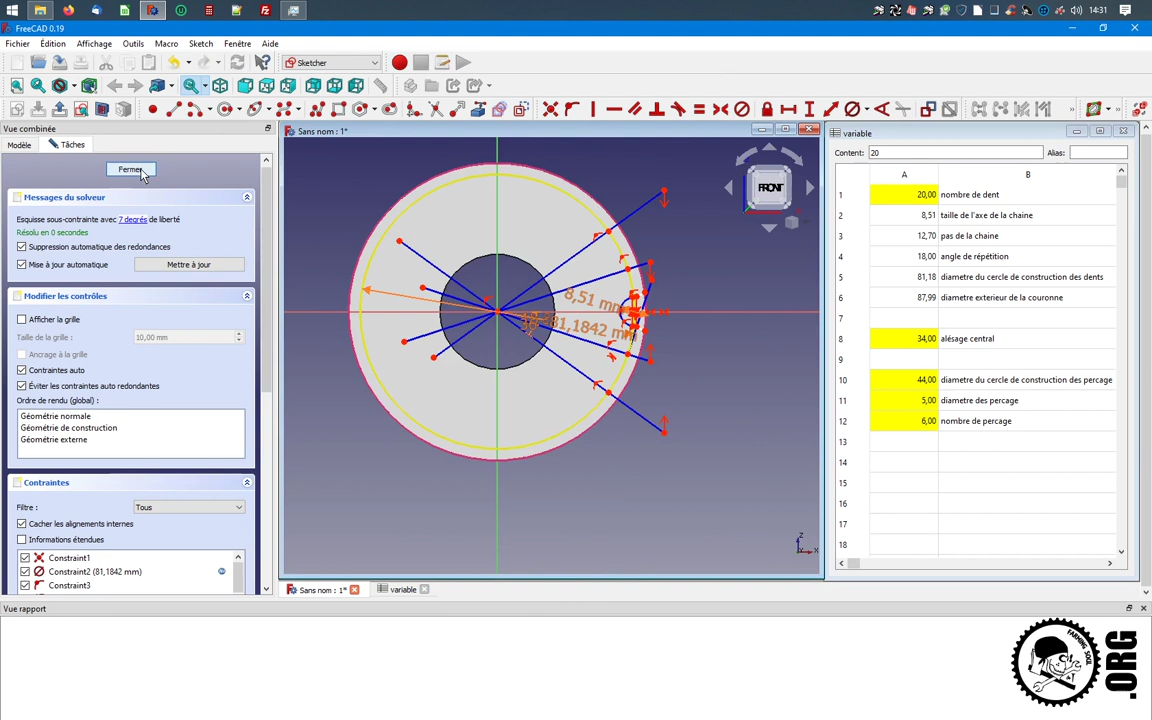 14:31
FreeCAD 0.19
Fichier Édition Affichage Outils Macro Sketch Fenêtre Aide
Sketcher
Vue combinée
Modèle Tâches
Fermer
Messages du solveur
Esquisse sous-contrainte avec 7 degrés de liberté
Résolu en 0 secondes
Suppression automatique des redondances
Mise à jour automatique Mettre à jour
Modifier les contrôles
Afficher la grille
Taille de la grille : 10,00 mm
Ancrage à la grille
Contraintes auto
Éviter les contraintes auto redondantes
Ordre de rendu (global) :
Géométrie normale
Géométrie de construction
Géométrie externe
Contraintes
Filtre : Tous
Cacher les alignements internes
Informations étendues
Constraint1
Constraint2 (81,1842 mm)
Constraint3
Sans nom : 1*
FRONT
8,51 mm
81,1842 mm
Z
X
Sans nom : 1* variable
variable
Content: 20 Alias:
A B
1 20,00 nombre de dent
2 8,51 taille de l'axe de la chaine
3 12,70 pas de la chaine
4 18,00 angle de répétition
5 81,18 diametre du cercle de construction des dents
6 87,99 diametre exterieur de la couronne
7
8 34,00 alésage central
9
10 44,00 diametre du cercle de construction des percage
11 5,00 diametre des percage
12 6,00 nombre de percage
13
14
15
16
17
18
Vue rapport
FARMING SOUL
.ORG